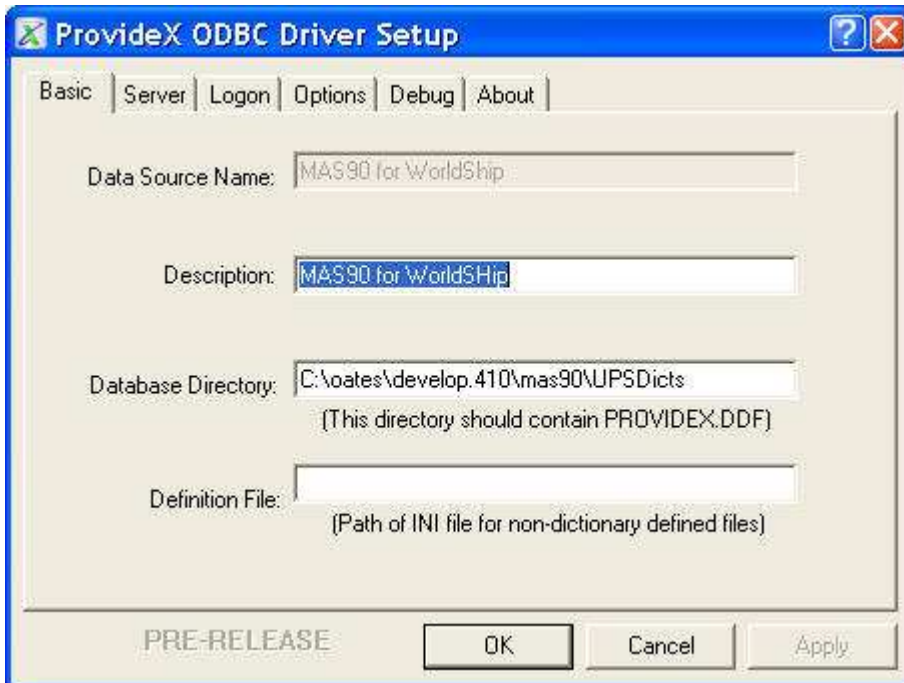 ProvideX ODBC Driver Setup
Basic Server Logon Options Debug About
Data Source Name: MAS90 for WorldShip
Description: MAS90 for WorldSHip
Database Directory: C:\oates\develop.410\mas90\UPSDicts
(This directory should contain PROVIDEX.DDF)
Definition File:
(Path of INI file for non-dictionary defined files)
PRE-RELEASE OK Cancel Apply